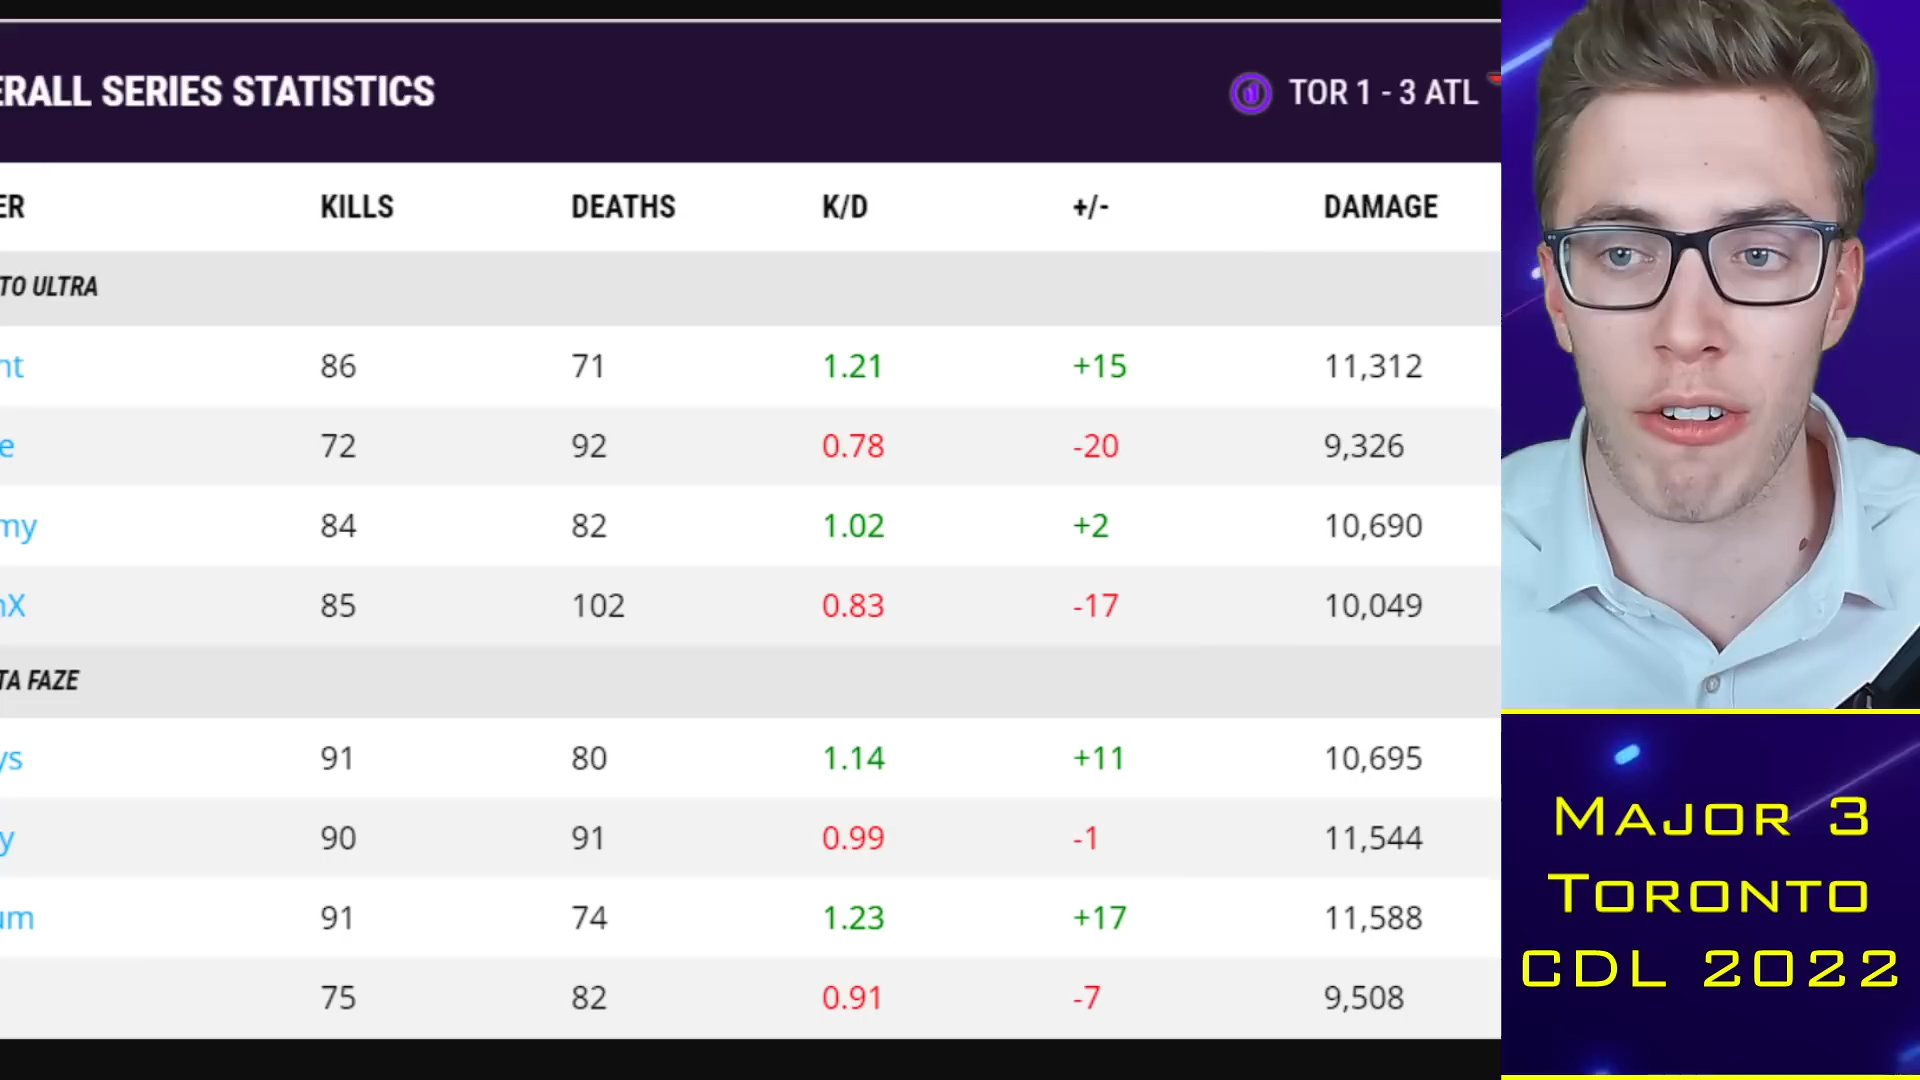 ERALL SERIES STATISTICS
TOR 1 - 3 ATL
ER KILLS DEATHS K/D +/- DAMAGE
TO ULTRA
nt 86 71 1.21 +15 11,312
e 72 92 0.78 -20 9,326
my 84 82 1.02 +2 10,690
nX 85 102 0.83 -17 10,049
TA FAZE
ys 91 80 1.14 +11 10,695
y 90 91 0.99 -1 11,544
um 91 74 1.23 +17 11,588
75 82 0.91 -7 9,508
MAJOR 3
TORONTO
CDL 2022